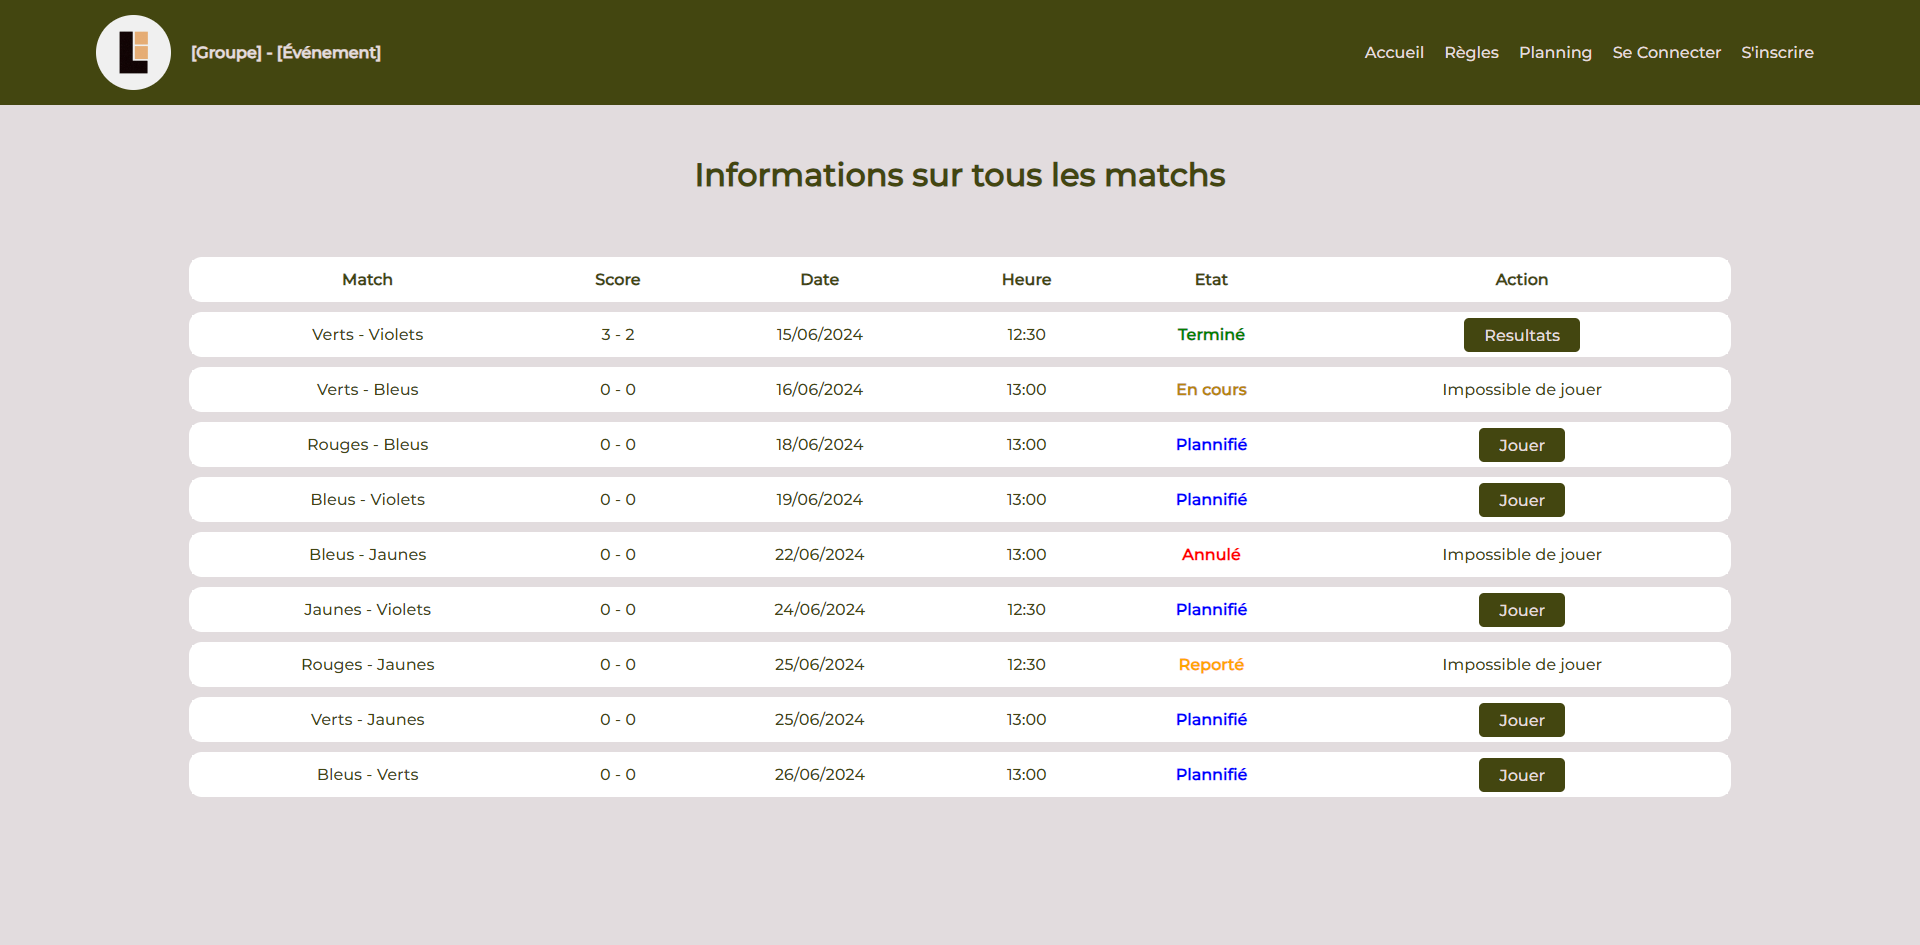 [Groupe] - [Événement] Accueil Règles Planning Se Connecter S'inscrire
Informations sur tous les matchs
Match Score Date Heure Etat Action
Verts - Violets 3 - 2 15/06/2024 12:30 Terminé Resultats
Verts - Bleus 0 - 0 16/06/2024 13:00 En cours Impossible de jouer
Rouges - Bleus 0 - 0 18/06/2024 13:00 Plannifié Jouer
Bleus - Violets 0 - 0 19/06/2024 13:00 Plannifié Jouer
Bleus - Jaunes 0 - 0 22/06/2024 13:00 Annulé Impossible de jouer
Jaunes - Violets 0 - 0 24/06/2024 12:30 Plannifié Jouer
Rouges - Jaunes 0 - 0 25/06/2024 12:30 Reporté Impossible de jouer
Verts - Jaunes 0 - 0 25/06/2024 13:00 Plannifié Jouer
Bleus - Verts 0 - 0 26/06/2024 13:00 Plannifié Jouer